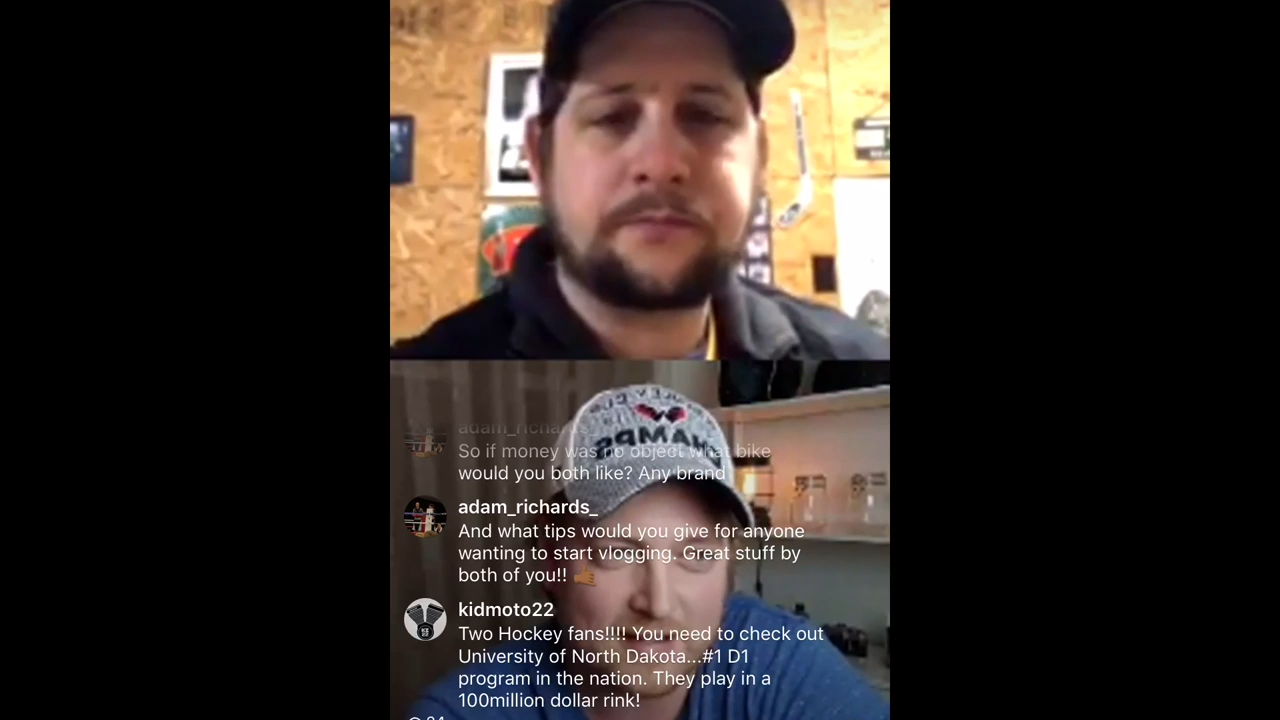 adam_richards_
So if money was no object what bike
would you both like? Any brand
adam_richards_
And what tips would you give for anyone
wanting to start vlogging. Great stuff by
both of you!! 🤙
kidmoto22
Two Hockey fans!!!! You need to check out
University of North Dakota...#1 D1
program in the nation. They play in a
100million dollar rink!